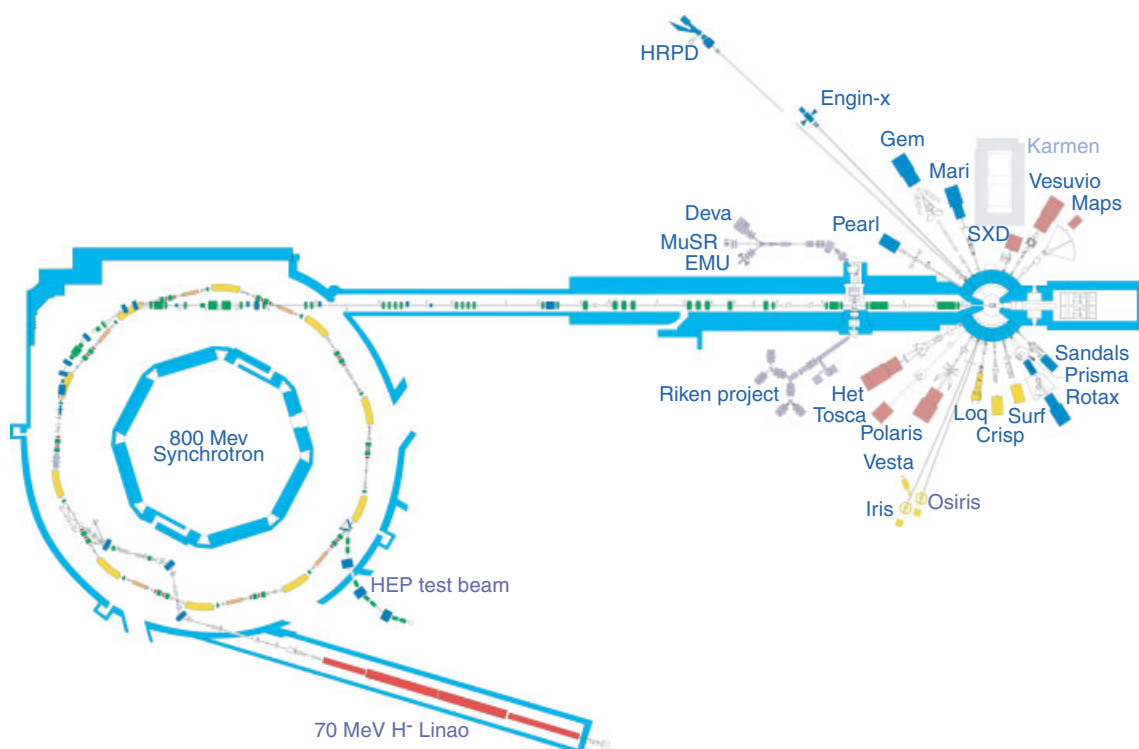 HRPD
Engin-x
Gem
Karmen
Mari
Vesuvio
Maps
Deva
Pearl
SXD
MuSR
EMU
Sandals
Prisma
Rotax
Riken project
Het
Tosca
Loq
Surf
Crisp
Polaris
Vesta
Iris
Osiris
800 Mev
Synchrotron
HEP test beam
70 MeV H- Linao